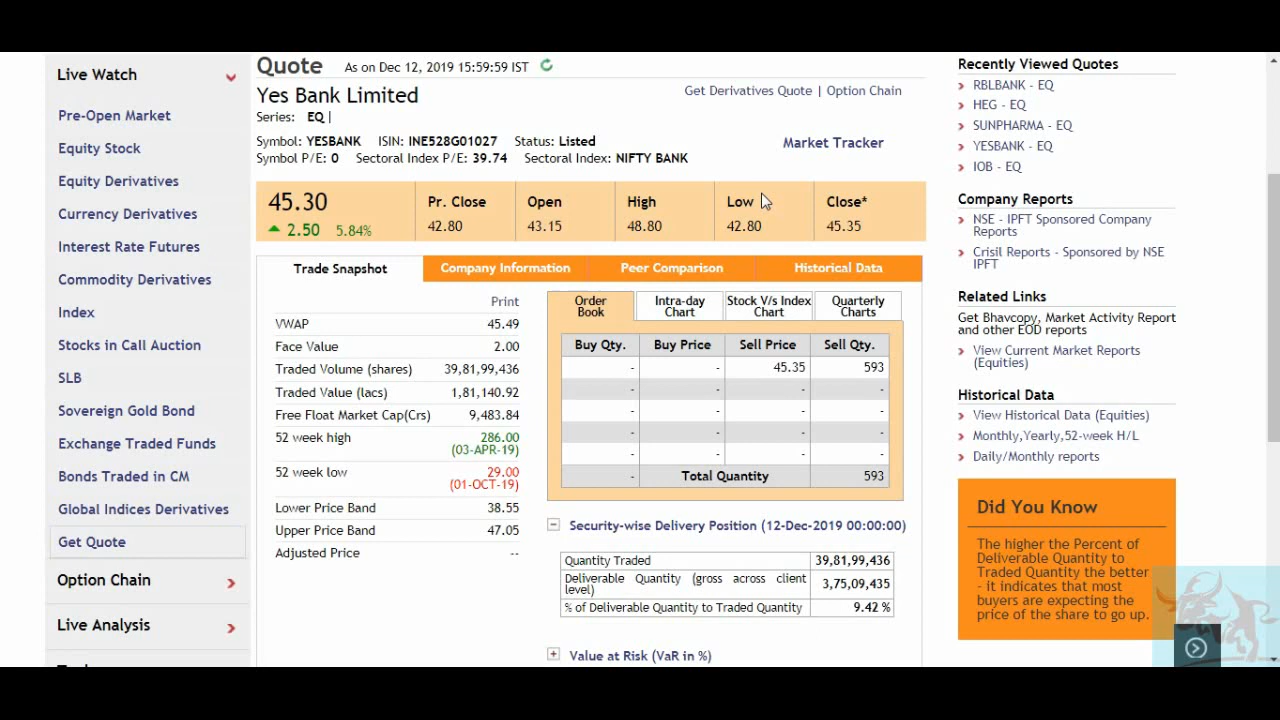 Live Watch
Pre-Open Market
Equity Stock
Equity Derivatives
Currency Derivatives
Interest Rate Futures
Commodity Derivatives
Index
Stocks in Call Auction
SLB
Sovereign Gold Bond
Exchange Traded Funds
Bonds Traded in CM
Global Indices Derivatives
Get Quote
Option Chain
Live Analysis
Quote As on Dec 12, 2019 15:59:59 IST
Yes Bank Limited
Get Derivatives Quote | Option Chain
Series: EQ |
Symbol: YESBANK ISIN: INE528G01027 Status: Listed
Symbol P/E: 0 Sectoral Index P/E: 39.74 Sectoral Index: NIFTY BANK
Market Tracker
45.30 Pr. Close Open High Low Close*
2.50 5.84% 42.80 43.15 48.80 42.80 45.35
Trade Snapshot Company Information Peer Comparison Historical Data
Print
VWAP 45.49
Face Value 2.00
Traded Volume (shares) 39,81,99,436
Traded Value (lacs) 1,81,140.92
Free Float Market Cap(Crs) 9,483.84
52 week high 286.00
(03-APR-19)
52 week low 29.00
(01-OCT-19)
Lower Price Band 38.55
Upper Price Band 47.05
Adjusted Price --
Order Book
Intra-day Chart
Stock V/s Index Chart
Quarterly Charts
Buy Qty. Buy Price Sell Price Sell Qty.
- - 45.35 593
- - - -
- - - -
- - - -
- - - -
- Total Quantity 593
Security-wise Delivery Position (12-Dec-2019 00:00:00)
Quantity Traded 39,81,99,436
Deliverable Quantity (gross across client
level) 3,75,09,435
% of Deliverable Quantity to Traded Quantity 9.42 %
+ Value at Risk (VaR in %)
Recently Viewed Quotes
RBLBANK - EQ
HEG - EQ
SUNPHARMA - EQ
YESBANK - EQ
IOB - EQ
Company Reports
NSE - IPFT Sponsored Company
Reports
Crisil Reports - Sponsored by NSE
IPFT
Related Links
Get Bhavcopy, Market Activity Report
and other EOD reports
View Current Market Reports
(Equities)
Historical Data
View Historical Data (Equities)
Monthly,Yearly,52-week H/L
Daily/Monthly reports
Did You Know
The higher the Percent of
Deliverable Quantity to
Traded Quantity the better
- it indicates that most
buyers are expecting the
price of the share to go up.